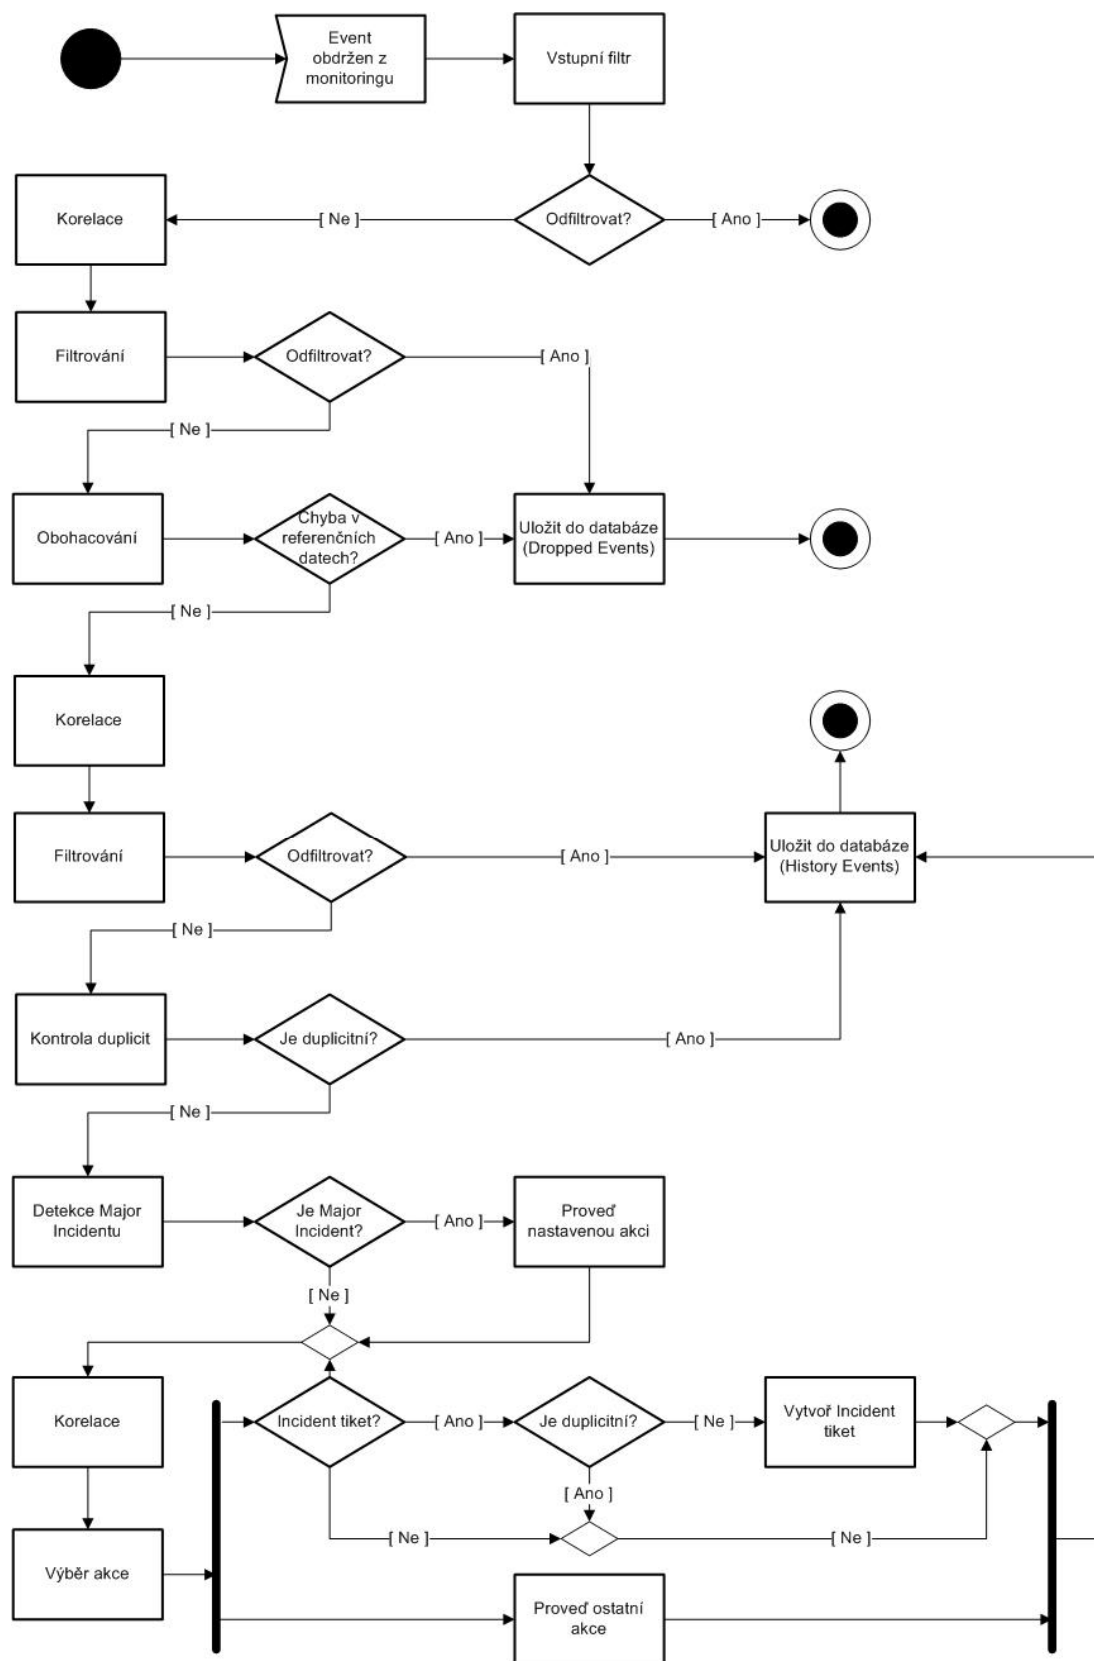 Event
obdržen z
monitoringu
Vstupní filtr
Korelace
[ Ne ]
Odfiltrovat?
[ Ano ]
Filtrování
Odfiltrovat?
[ Ano ]
[ Ne ]
Obohacování
Chyba v
referenčních
datech?
[ Ano ]
Uložit do databáze
(Dropped Events)
[ Ne ]
Korelace
Filtrování
Odfiltrovat?
[ Ano ]
Uložit do databáze
(History Events)
[ Ne ]
Kontrola duplicit
Je duplicitní?
[ Ano ]
[ Ne ]
Detekce Major
Incidentu
Je Major
Incident?
[ Ano ]
Proveď
nastavenou akci
[ Ne ]
Korelace
Incident tiket?
[ Ano ]
Je duplicitní?
[ Ne ]
Vytvoř Incident
tiket
[ Ano ]
[ Ne ]
[ Ne ]
Výběr akce
Proveď ostatní
akce